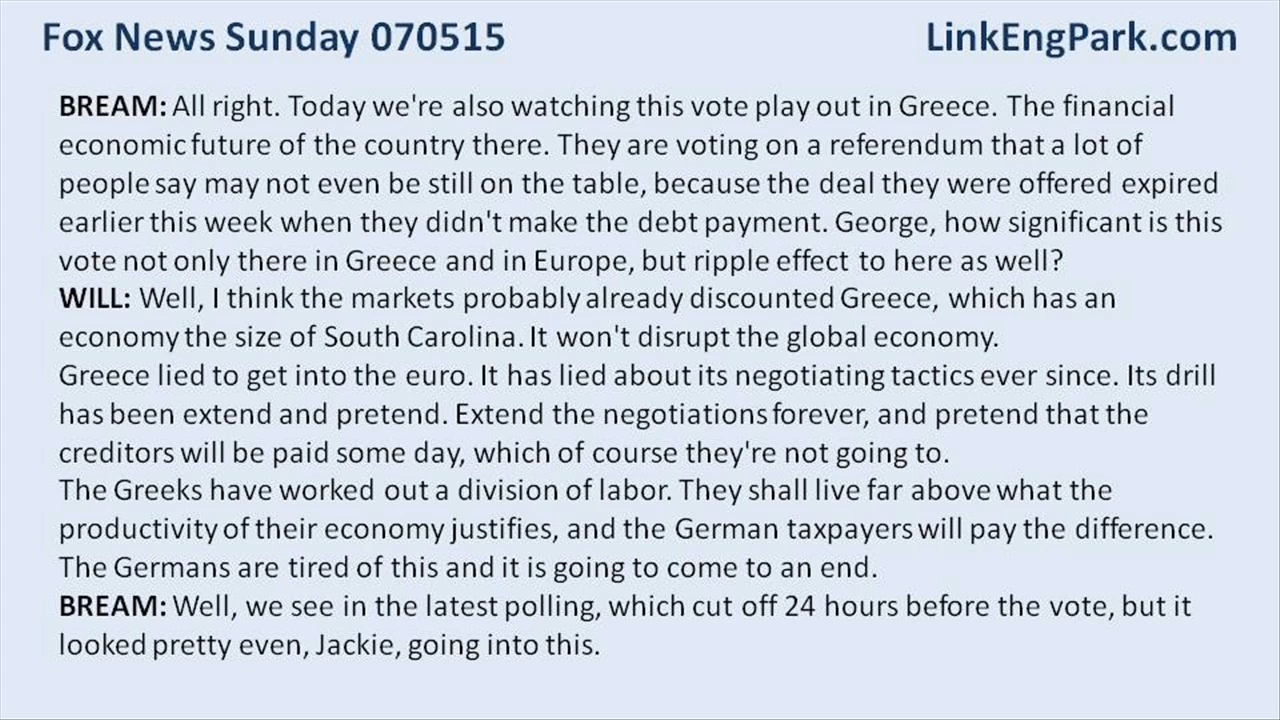 Fox News Sunday 070515
LinkEngPark.com
BREAM: All right. Today we're also watching this vote play out in Greece. The financial
economic future of the country there. They are voting on a referendum that a lot of
people say may not even be still on the table, because the deal they were offered expired
earlier this week when they didn't make the debt payment. George, how significant is this
vote not only there in Greece and in Europe, but ripple effect to here as well?
WILL: Well, I think the markets probably already discounted Greece, which has an
economy the size of South Carolina. It won't disrupt the global economy.
Greece lied to get into the euro. It has lied about its negotiating tactics ever since. Its drill
has been extend and pretend. Extend the negotiations forever, and pretend that the
creditors will be paid some day, which of course they're not going to.
The Greeks have worked out a division of labor. They shall live far above what the
productivity of their economy justifies, and the German taxpayers will pay the difference.
The Germans are tired of this and it is going to come to an end.
BREAM: Well, we see in the latest polling, which cut off 24 hours before the vote, but it
looked pretty even, Jackie, going into this.